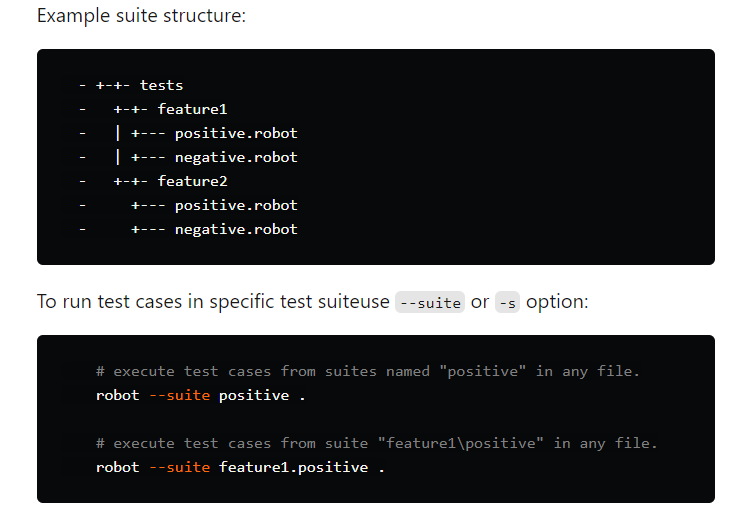 Example suite structure:
- +-+- tests
-   +-+- feature1
-   | +--- positive.robot
-   | +--- negative.robot
-   +-+- feature2
-     +--- positive.robot
-     +--- negative.robot
To run test cases in specific test suiteuse --suite or -s option:
# execute test cases from suites named "positive" in any file.
robot --suite positive .
# execute test cases from suite "feature1\positive" in any file.
robot --suite feature1.positive .